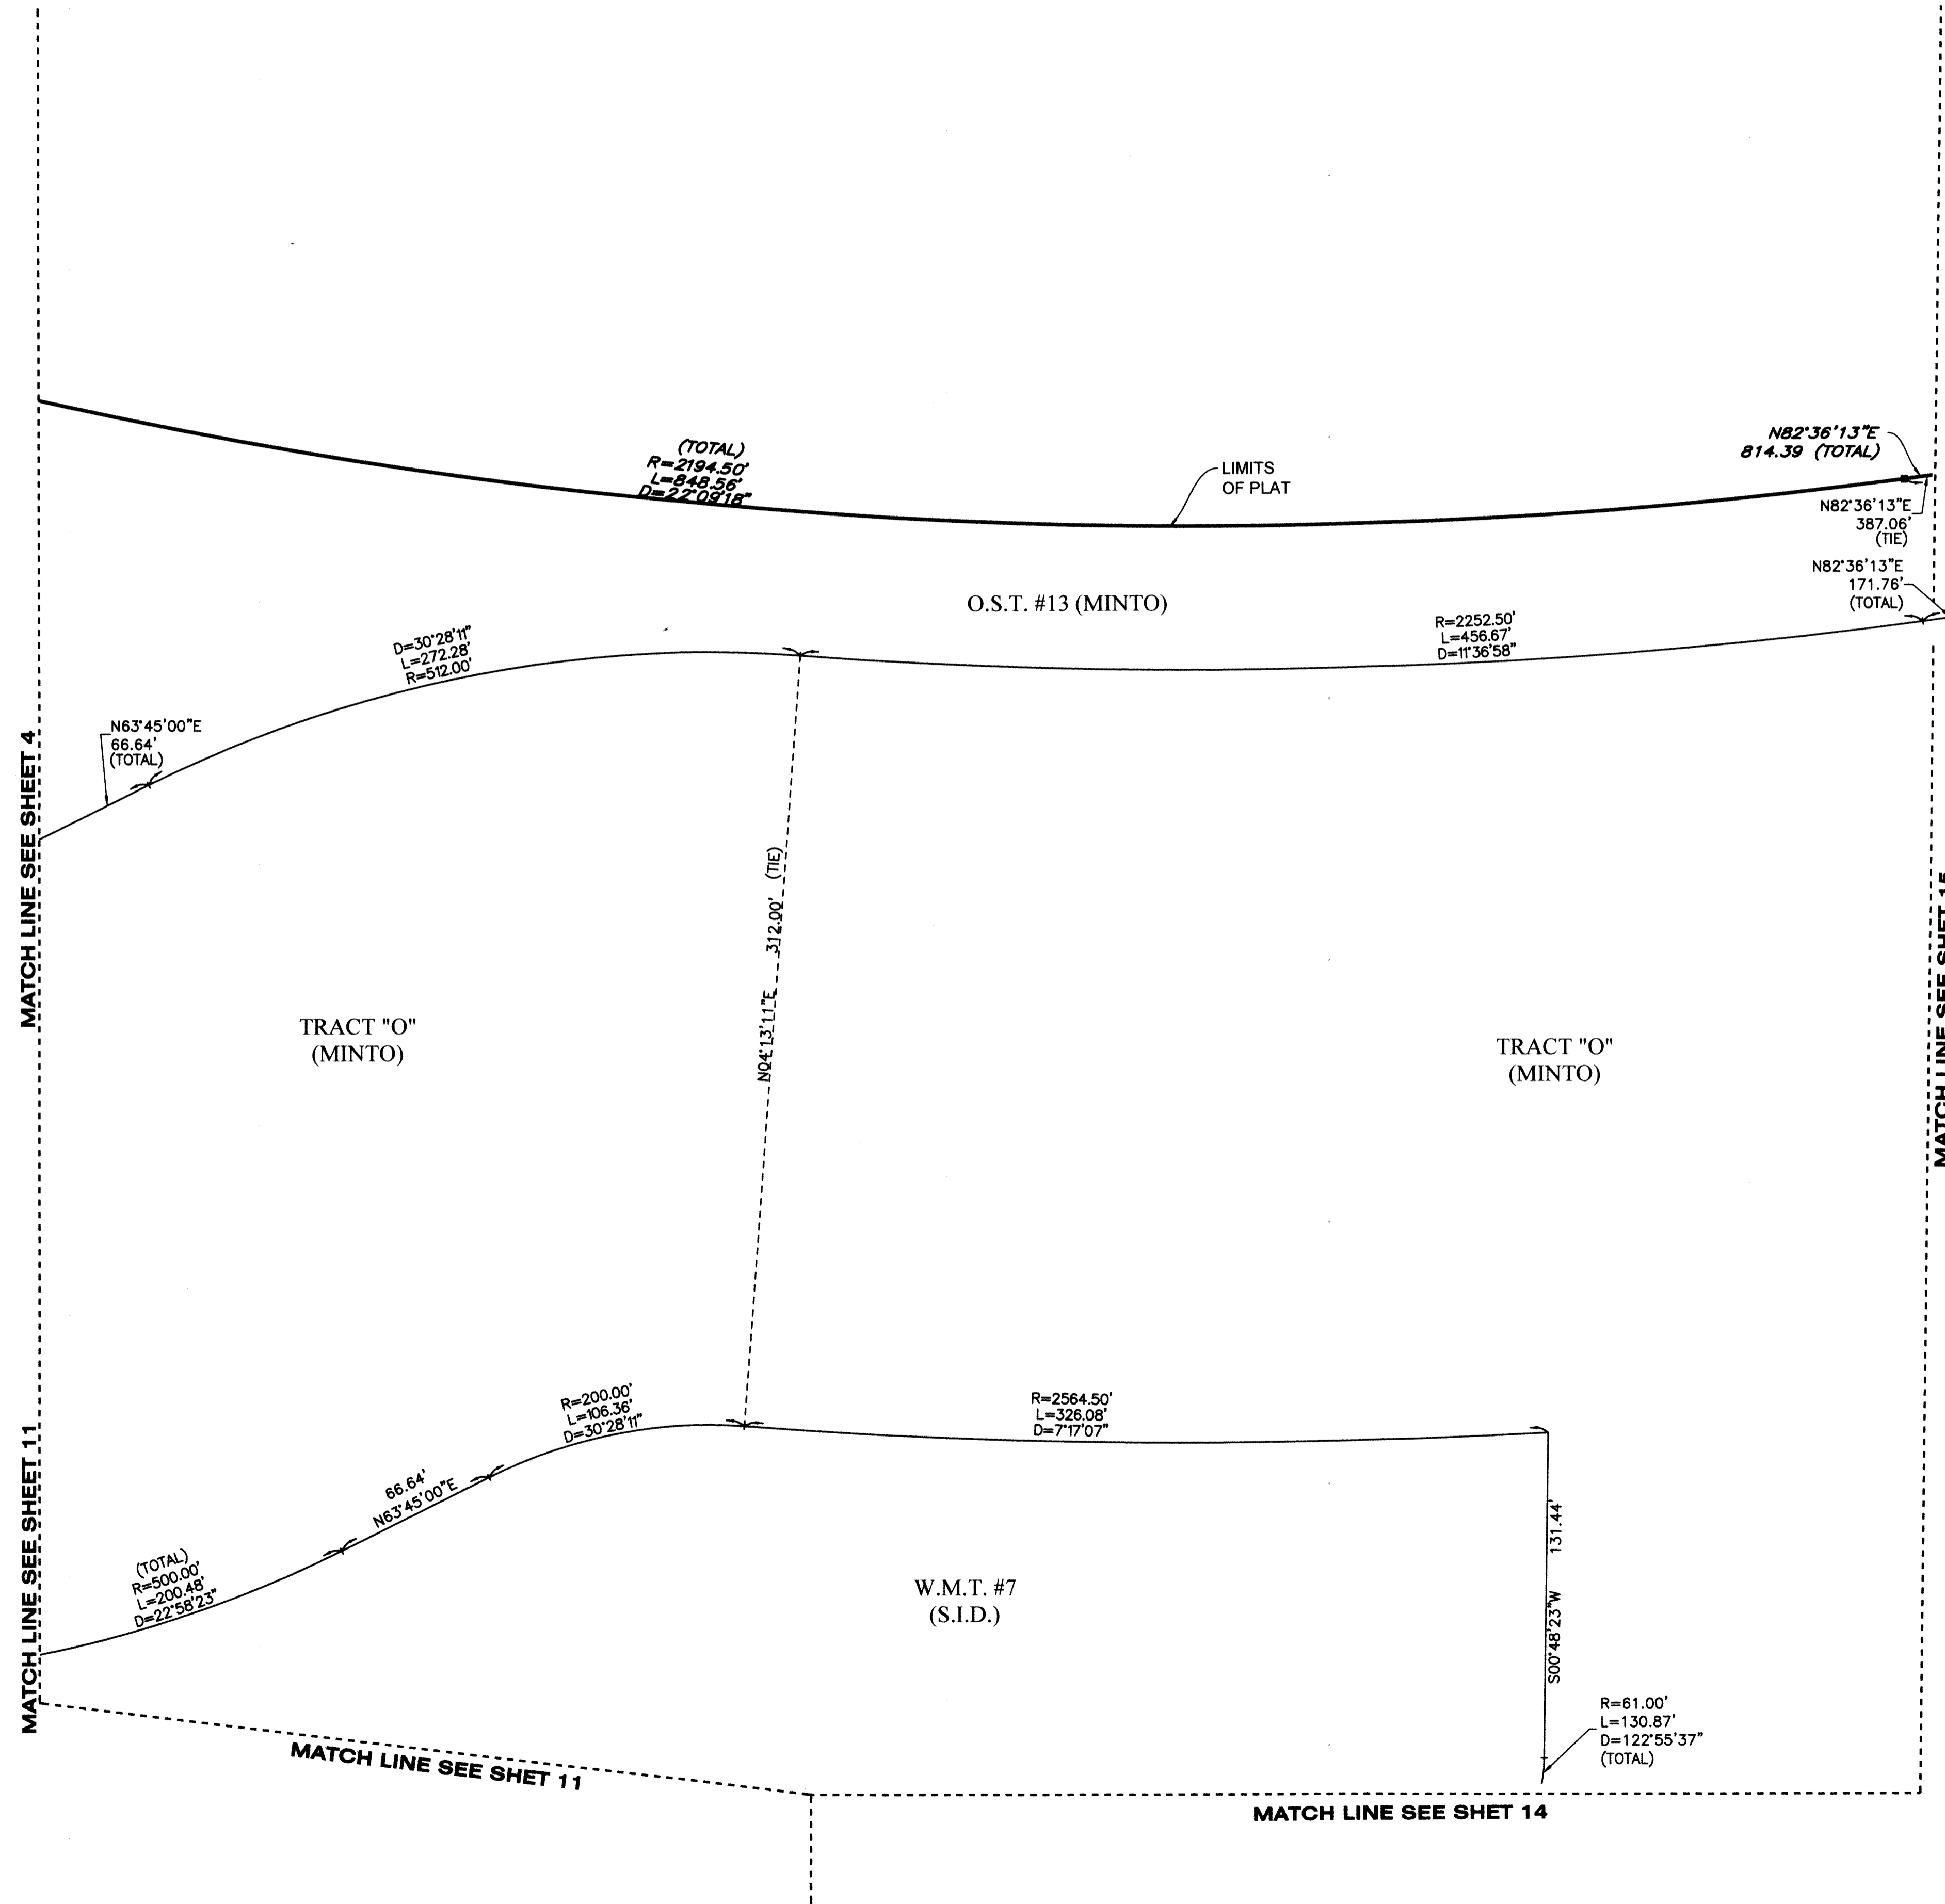 (TOTAL)
R=2194.50'
L=848.56'
D=22°09'18"
LIMITS
OF PLAT
N82°36'13"E
814.39 (TOTAL)
N82°36'13"E
387.06'
(TIE)
N82°36'13"E
171.76'
(TOTAL)
O.S.T. #13 (MINTO)
R=2252.50'
L=456.67'
D=11°36'58"
D=30°28'11"
L=272.28'
R=512.00'
N63°45'00"E
66.64'
(TOTAL)
MATCH LINE SEE SHEET 4
N04°13'11"E 312.00' (TIE)
TRACT "O"
(MINTO)
TRACT "O"
(MINTO)
MATCH LINE SEE SHEET 15
R=200.00'
L=106.36'
D=30°28'11"
R=2564.50'
L=326.08'
D=7°17'07"
66.64'
N63°45'00"E
(TOTAL)
R=500.00'
L=200.48'
D=22°58'23"
MATCH LINE SEE SHEET 11
W.M.T. #7
(S.I.D.)
S00°48'23"W 131.44'
R=61.00'
L=130.87'
D=122°55'37"
(TOTAL)
MATCH LINE SEE SHET 11
MATCH LINE SEE SHET 14